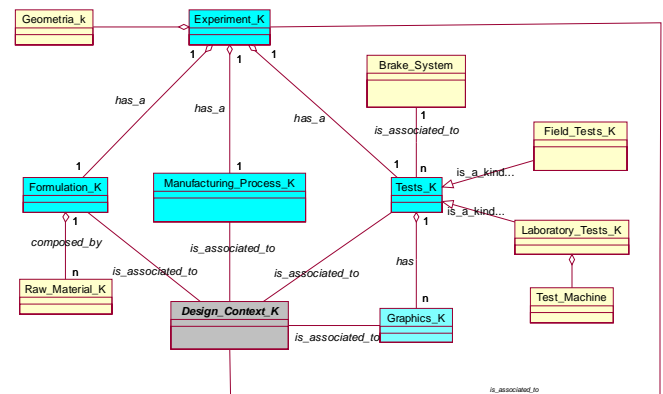 Geometria_k
Experiment_K
1
1
1
Brake_System
has_a
has_a
has_a
1
is_associated_to
Field_Tests_K
1
1
1
n
is_a_kind...
Formulation_K
Manufacturing_Process_K
Tests_K
1
1
is_a_kind...
Laboratory_Tests_K
composed_by
is_associated_to
is_associated_to
is_associated_to
has
n
n
Raw_Material_K
Test_Machine
Design_Context_K
Graphics_K
is_associated_to
is_associated_to